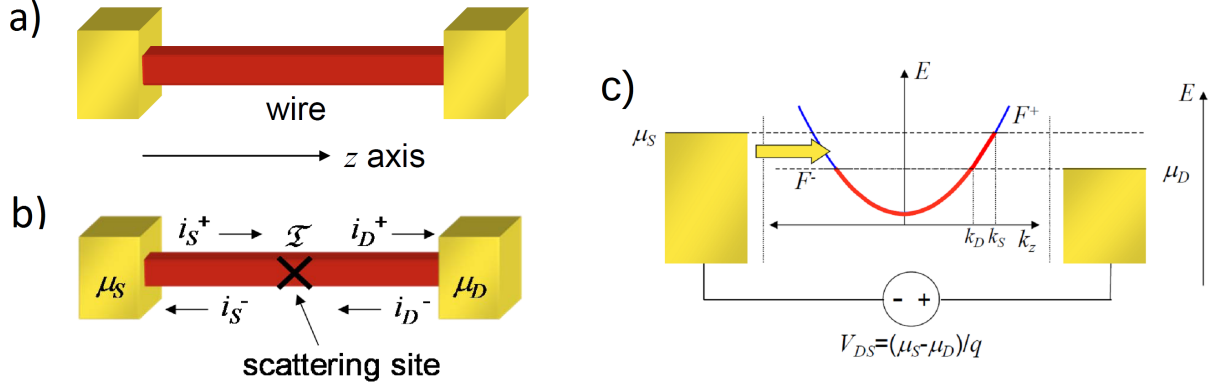 a)
wire
z axis
b)
i_S^+
𝒯
i_D^+
μ_S
μ_D
i_S^-
i_D^-
scattering site
c)
E
E
F^+
μ_S
F^-
μ_D
k_D k_S k_z
- +
V_DS=(μ_S-μ_D)/q